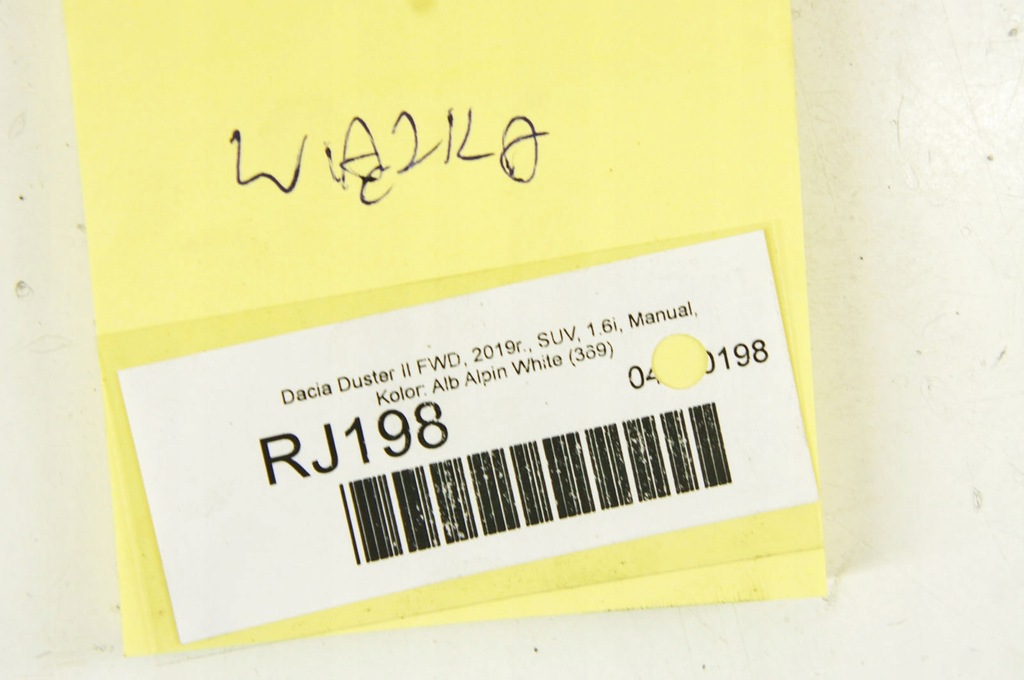 WIĄZKA
Dacia Duster II FWD, 2019r., SUV, 1.6i, Manual,
Kolor: Alb Alpin White (369)
RJ198